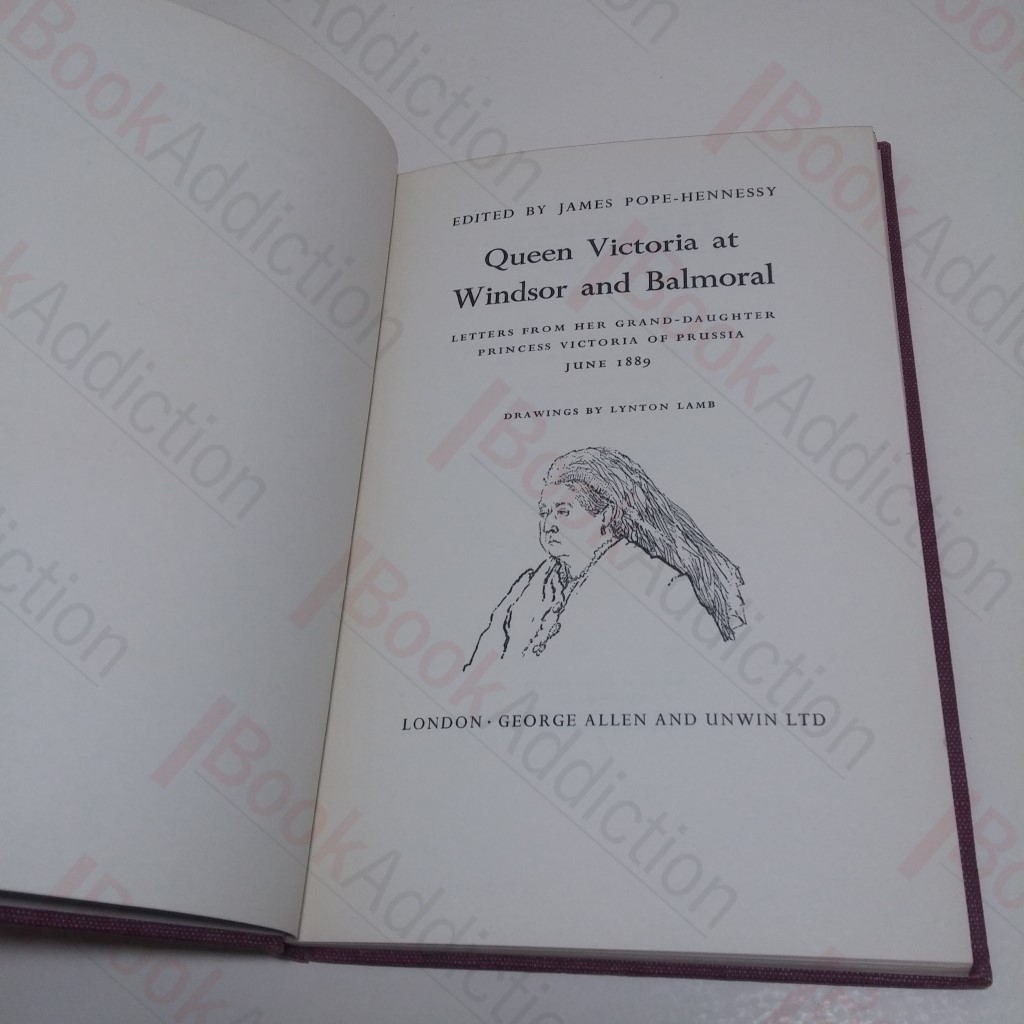 EDITED BY JAMES POPE-HENNESSY
Queen Victoria at
Windsor and Balmoral
LETTERS FROM HER GRAND-DAUGHTER
PRINCESS VICTORIA OF PRUSSIA
JUNE 1889
DRAWINGS BY LYNTON LAMB
LONDON · GEORGE ALLEN AND UNWIN LTD
BookAddiction